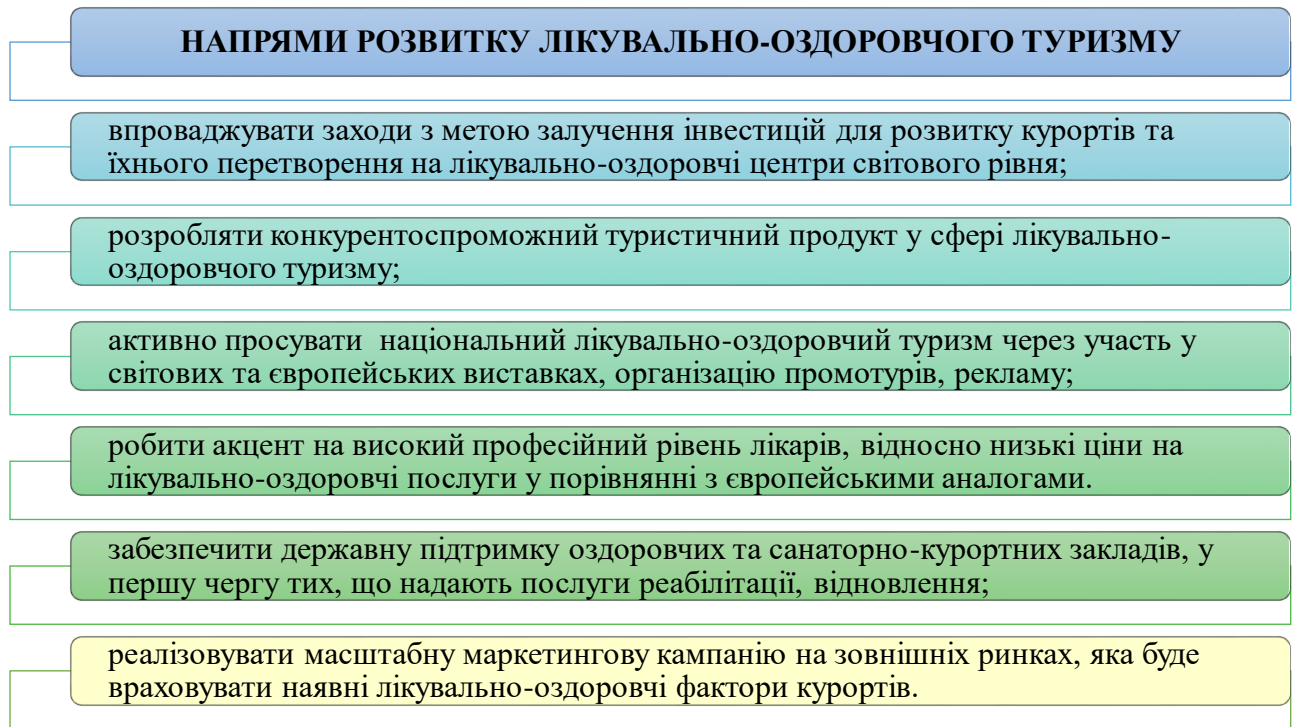 НАПРЯМИ РОЗВИТКУ ЛІКУВАЛЬНО-ОЗДОРОВЧОГО ТУРИЗМУ
впроваджувати заходи з метою залучення інвестицій для розвитку курортів та
їхнього перетворення на лікувально-оздоровчі центри світового рівня;
розробляти конкурентоспроможний туристичний продукт у сфері лікувально-
оздоровчого туризму;
активно просувати національний лікувально-оздоровчий туризм через участь у
світових та європейських виставках, організацію промотурів, рекламу;
робити акцент на високий професійний рівень лікарів, відносно низькі ціни на
лікувально-оздоровчі послуги у порівнянні з європейськими аналогами.
забезпечити державну підтримку оздоровчих та санаторно-курортних закладів, у
першу чергу тих, що надають послуги реабілітації, відновлення;
реалізовувати масштабну маркетингову кампанію на зовнішніх ринках, яка буде
враховувати наявні лікувально-оздоровчі фактори курортів.